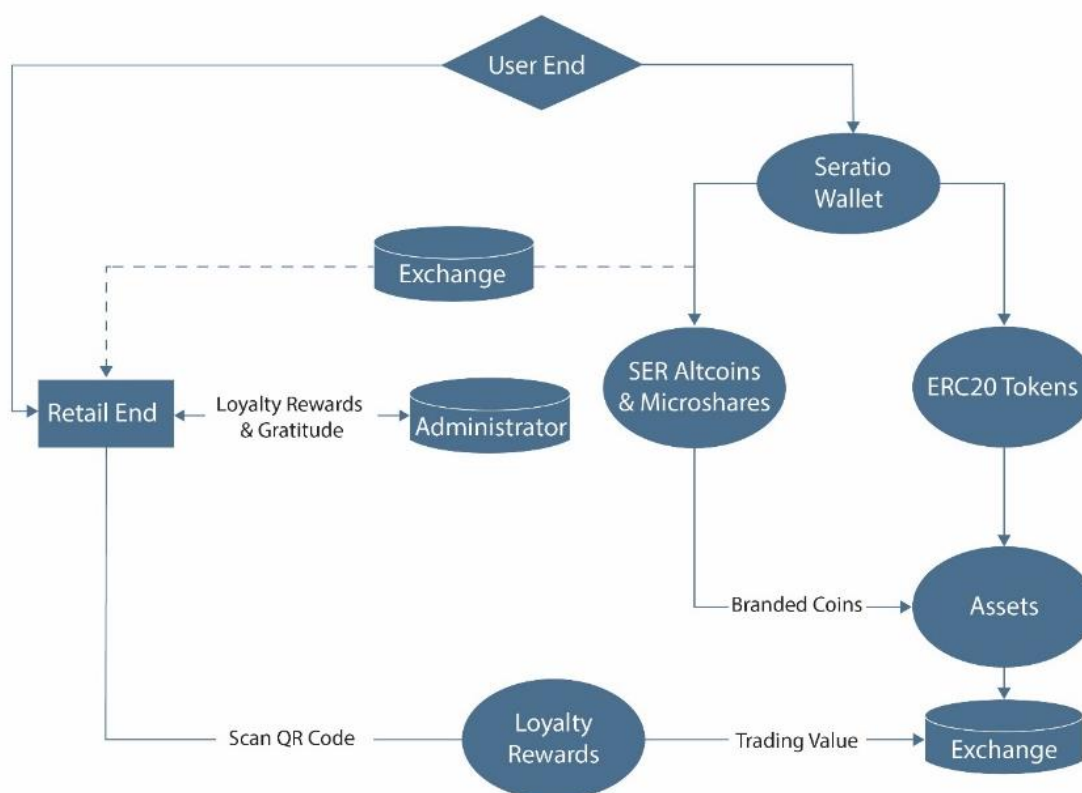 User End
Seratio
Wallet
Exchange
SER Altcoins
& Microshares
ERC20 Tokens
Retail End
Loyalty Rewards
& Gratitude
Administrator
Branded Coins
Assets
Scan QR Code
Loyalty
Rewards
Trading Value
Exchange